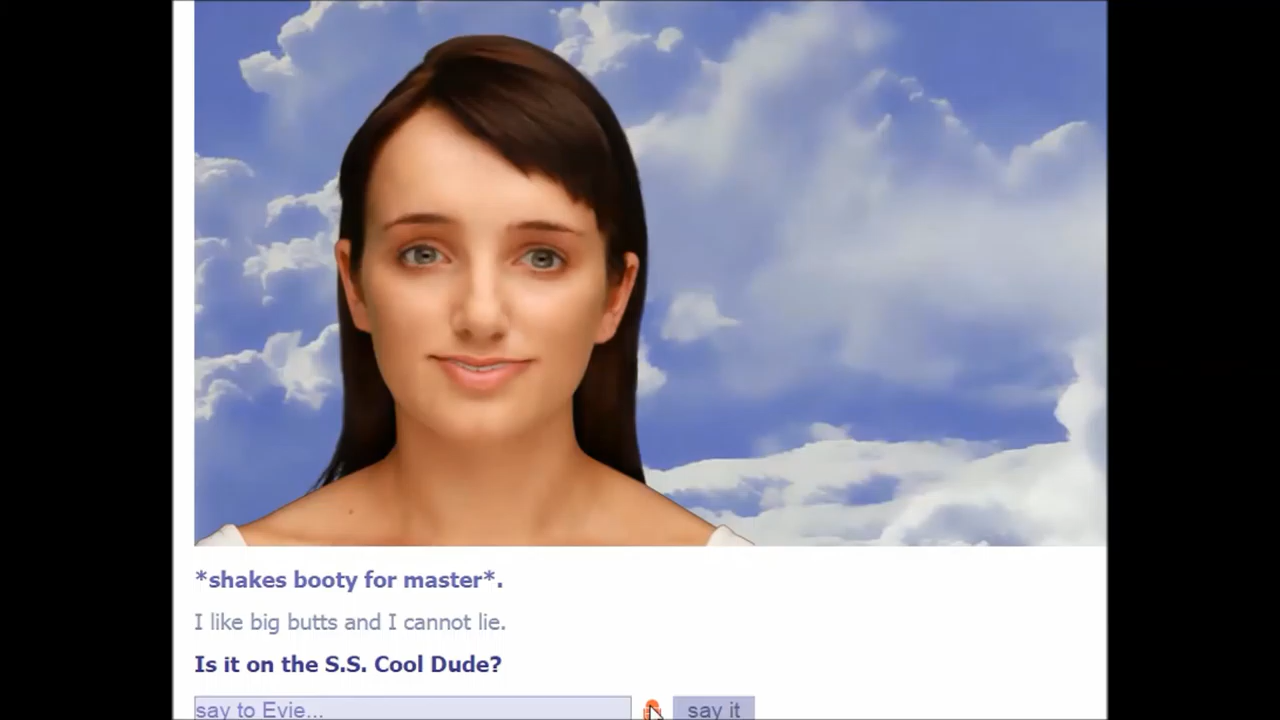 *shakes booty for master*.
I like big butts and I cannot lie.
Is it on the S.S. Cool Dude?
say to Evie... say it